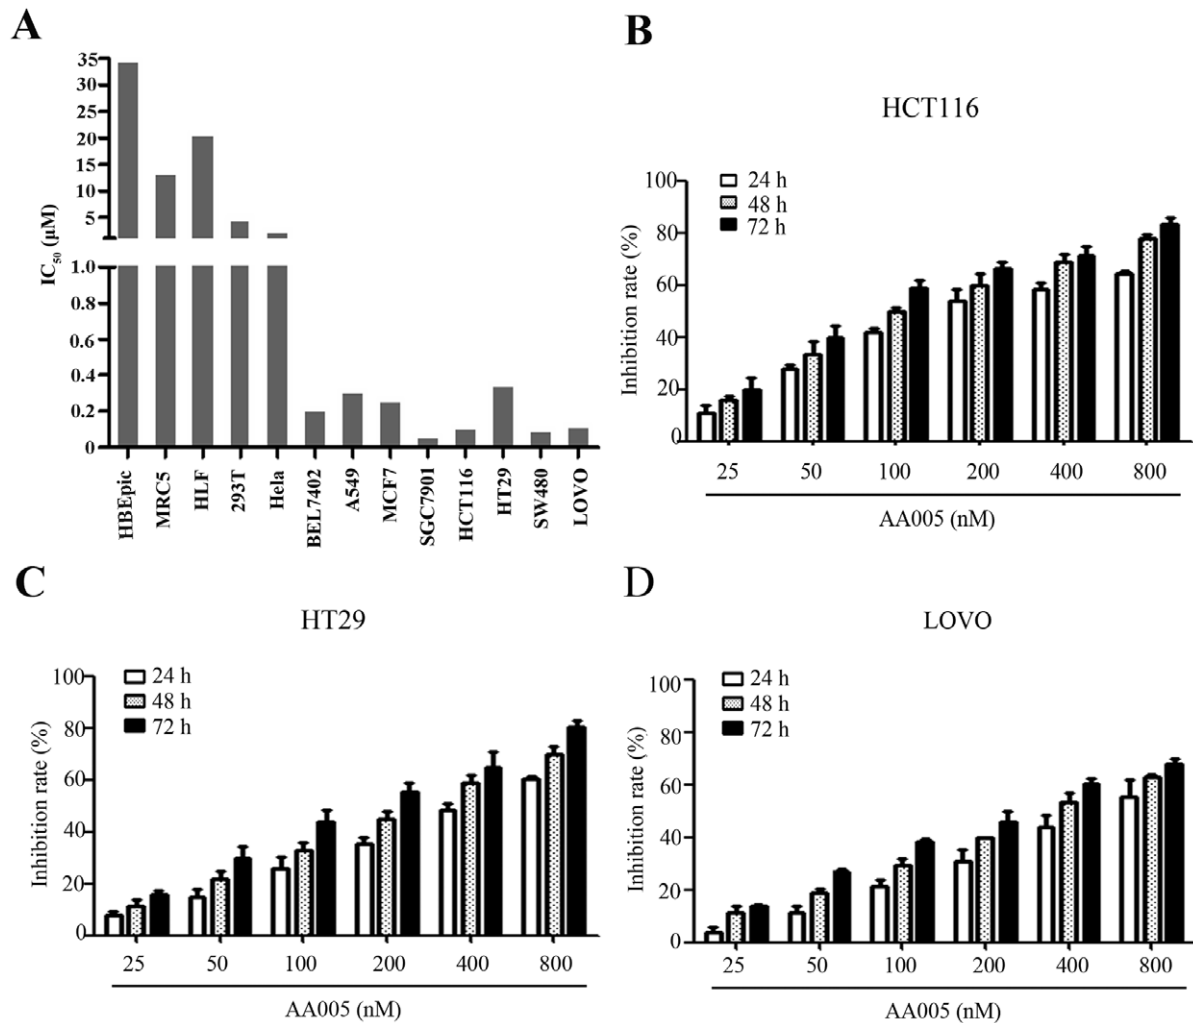 A
IC50 (µM)
35
30
25
20
15
10
5
1.0
0.8
0.6
0.4
0.2
0
HBEpic
MRC5
HLF
293T
Hela
BEL7402
A549
MCF7
SGC7901
HCT116
HT29
SW480
LOVO
B
HCT116
Inhibition rate (%)
100
80
60
40
20
0
24 h
48 h
72 h
25 50 100 200 400 800
AA005 (nM)
C
HT29
Inhibition rate (%)
100
80
60
40
20
0
24 h
48 h
72 h
25 50 100 200 400 800
AA005 (nM)
D
LOVO
Inhibition rate (%)
100
80
60
40
20
0
24 h
48 h
72 h
25 50 100 200 400 800
AA005 (nM)